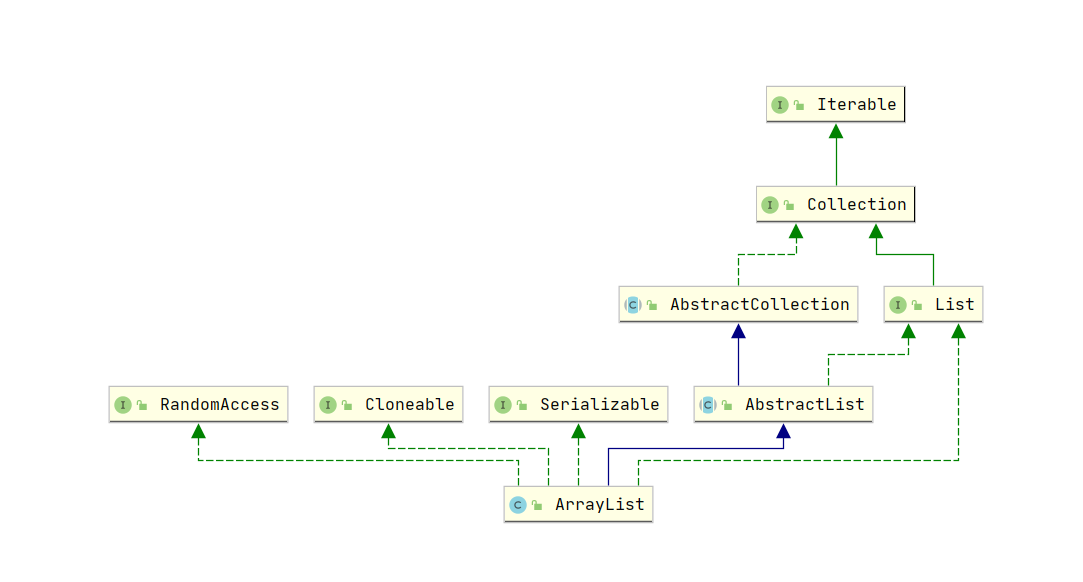 I Iterable
I Collection
C AbstractCollection
I List
I RandomAccess
I Cloneable
I Serializable
C AbstractList
C ArrayList